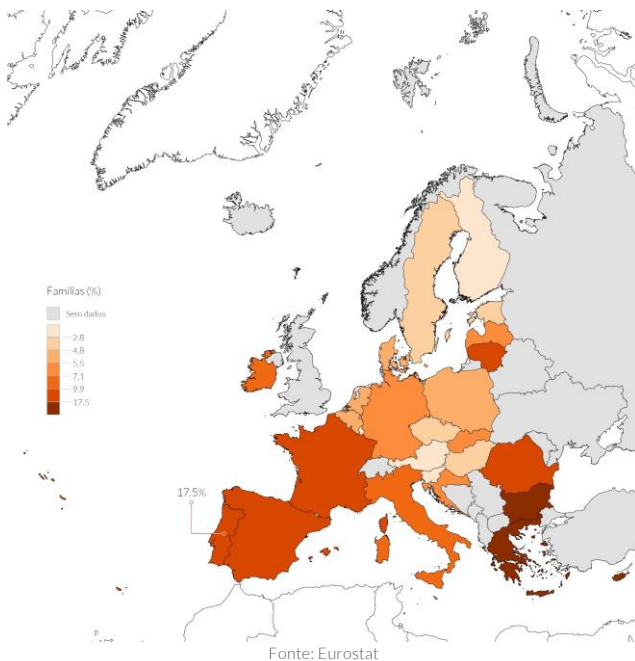 Famílias (%)
Sem dados
2.8
4.8
5.5
7.1
9.9
17.5
17.5%
Fonte: Eurostat